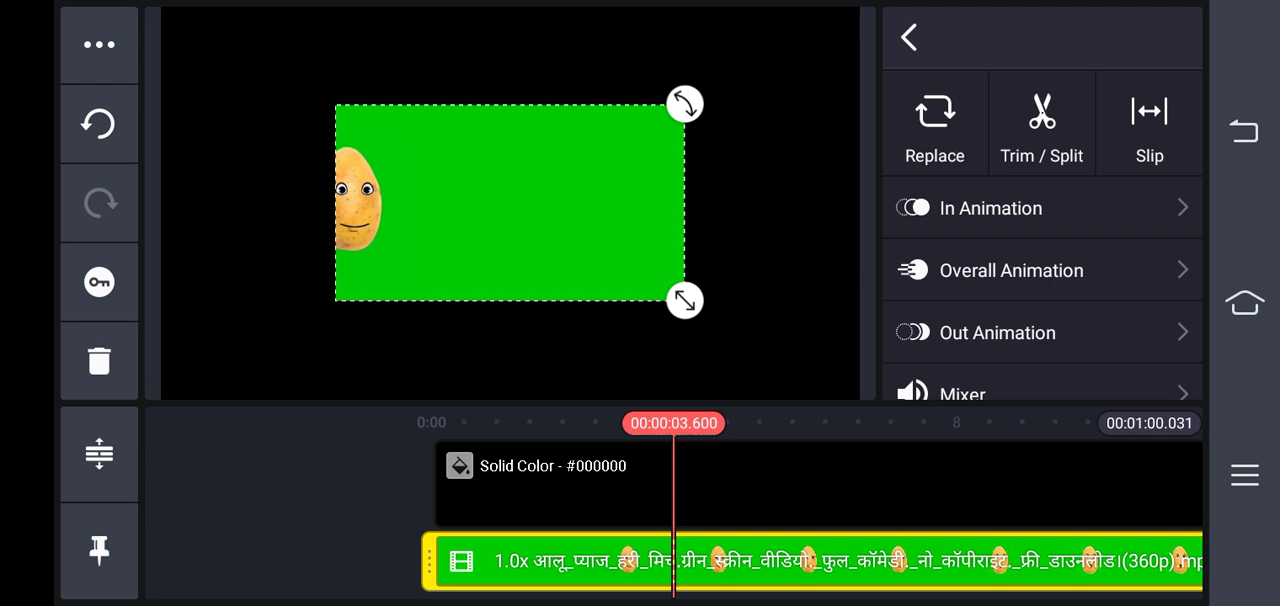 Replace
Trim / Split
Slip
In Animation
Overall Animation
Out Animation
Mixer
0:00
00:00:03.600
8
00:01:00.031
Solid Color - #000000
1.0x आलू_प्याज_हरी_मिर्च.ग्रीन_स्क्रीन_वीडियो._फुल_कॉमेडी._नो_कॉपीराइट._फ्री_डाउनलोड।(360p).mp